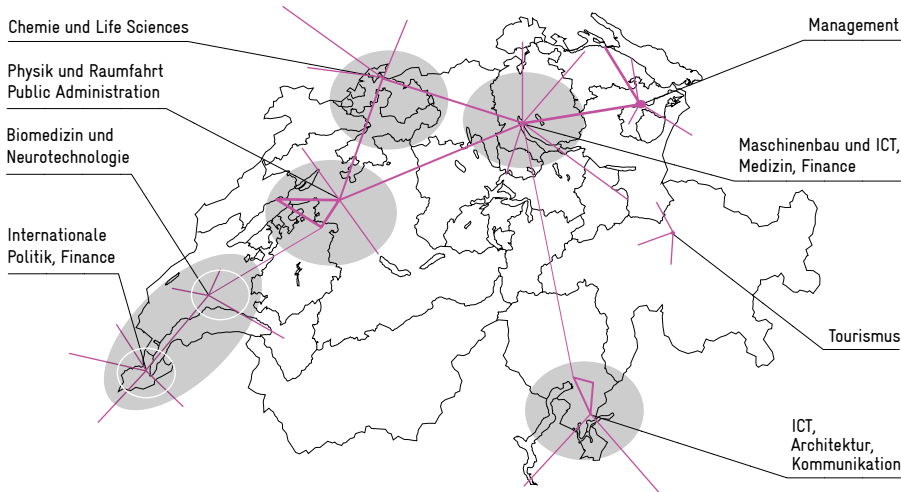 Chemie und Life Sciences
Physik und Raumfahrt
Public Administration
Biomedizin und
Neurotechnologie
Internationale
Politik, Finance
Management
Maschinenbau und ICT,
Medizin, Finance
Tourismus
ICT,
Architektur,
Kommunikation